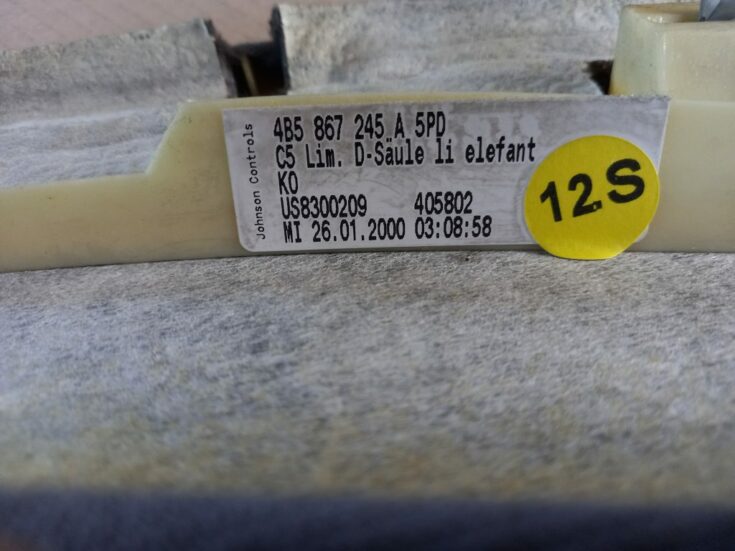 Johnson Controls
4B5 867 245 A 5PD
C5 Lim. D-Säule li elefant
KO
US8300209 405802
MI 26.01.2000 03:08:58
12.S